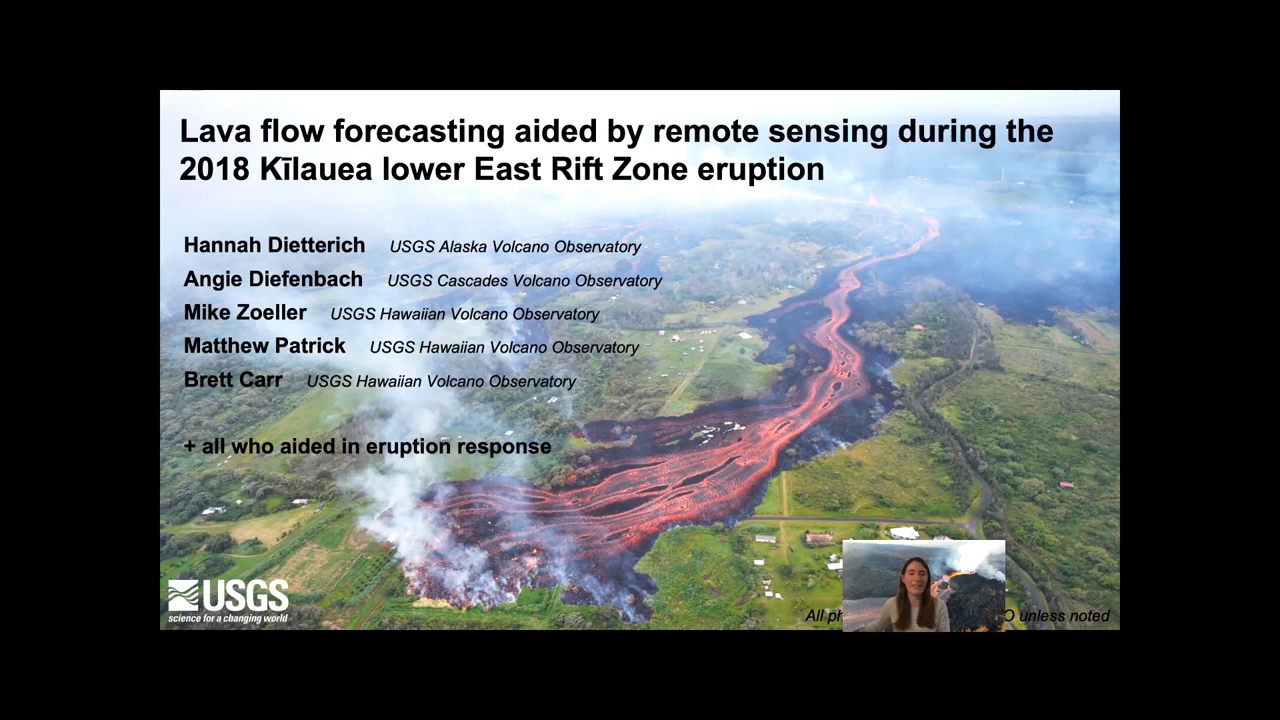 Lava flow forecasting aided by remote sensing during the
2018 Kīlauea lower East Rift Zone eruption
Hannah Dietterich USGS Alaska Volcano Observatory
Angie Diefenbach USGS Cascades Volcano Observatory
Mike Zoeller USGS Hawaiian Volcano Observatory
Matthew Patrick USGS Hawaiian Volcano Observatory
Brett Carr USGS Hawaiian Volcano Observatory
+ all who aided in eruption response
USGS
science for a changing world
All unless noted